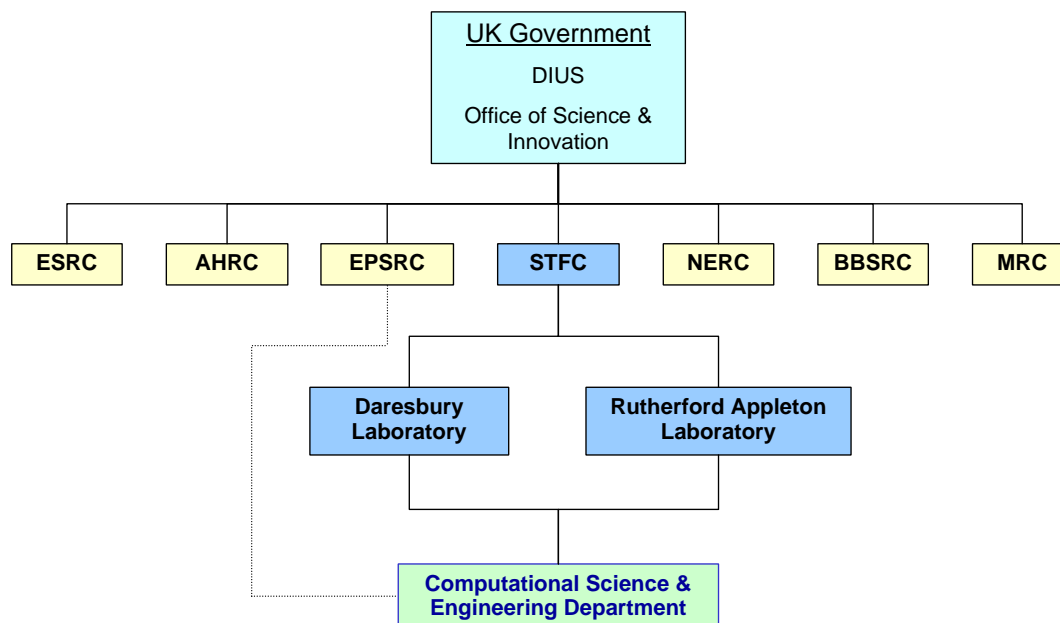 UK Government
DIUS
Office of Science &
Innovation
ESRC
AHRC
EPSRC
STFC
NERC
BBSRC
MRC
Daresbury
Laboratory
Rutherford Appleton
Laboratory
Computational Science &
Engineering Department